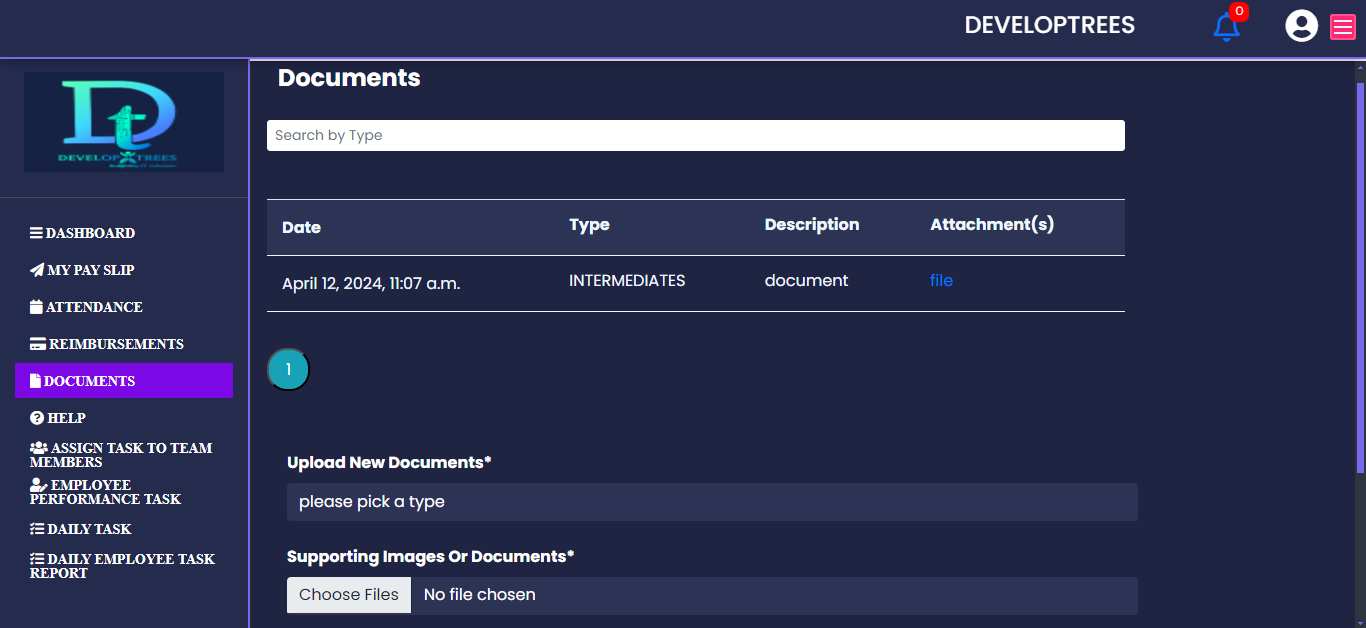 DEVELOPTREES
0
Dt
DEVELOPTREES
DASHBOARD
MY PAY SLIP
ATTENDANCE
REIMBURSEMENTS
DOCUMENTS
HELP
ASSIGN TASK TO TEAM
MEMBERS
EMPLOYEE
PERFORMANCE TASK
DAILY TASK
DAILY EMPLOYEE TASK
REPORT
Documents
Search by Type
Date Type Description Attachment(s)
April 12, 2024, 11:07 a.m. INTERMEDIATES document file
1
Upload New Documents*
please pick a type
Supporting Images Or Documents*
Choose Files No file chosen